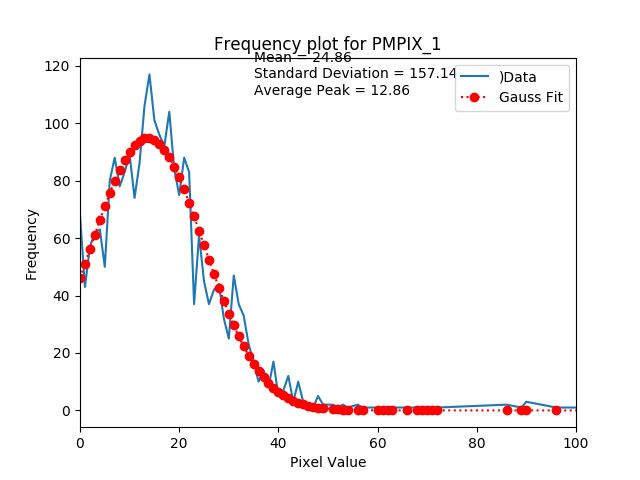 Frequency plot for PMPIX_1
Mean = 24.86
Standard Deviation = 157.14
Average Peak = 12.86
)Data
Gauss Fit
Frequency
120
100
80
60
40
20
0
0 20 40 60 80 100
Pixel Value